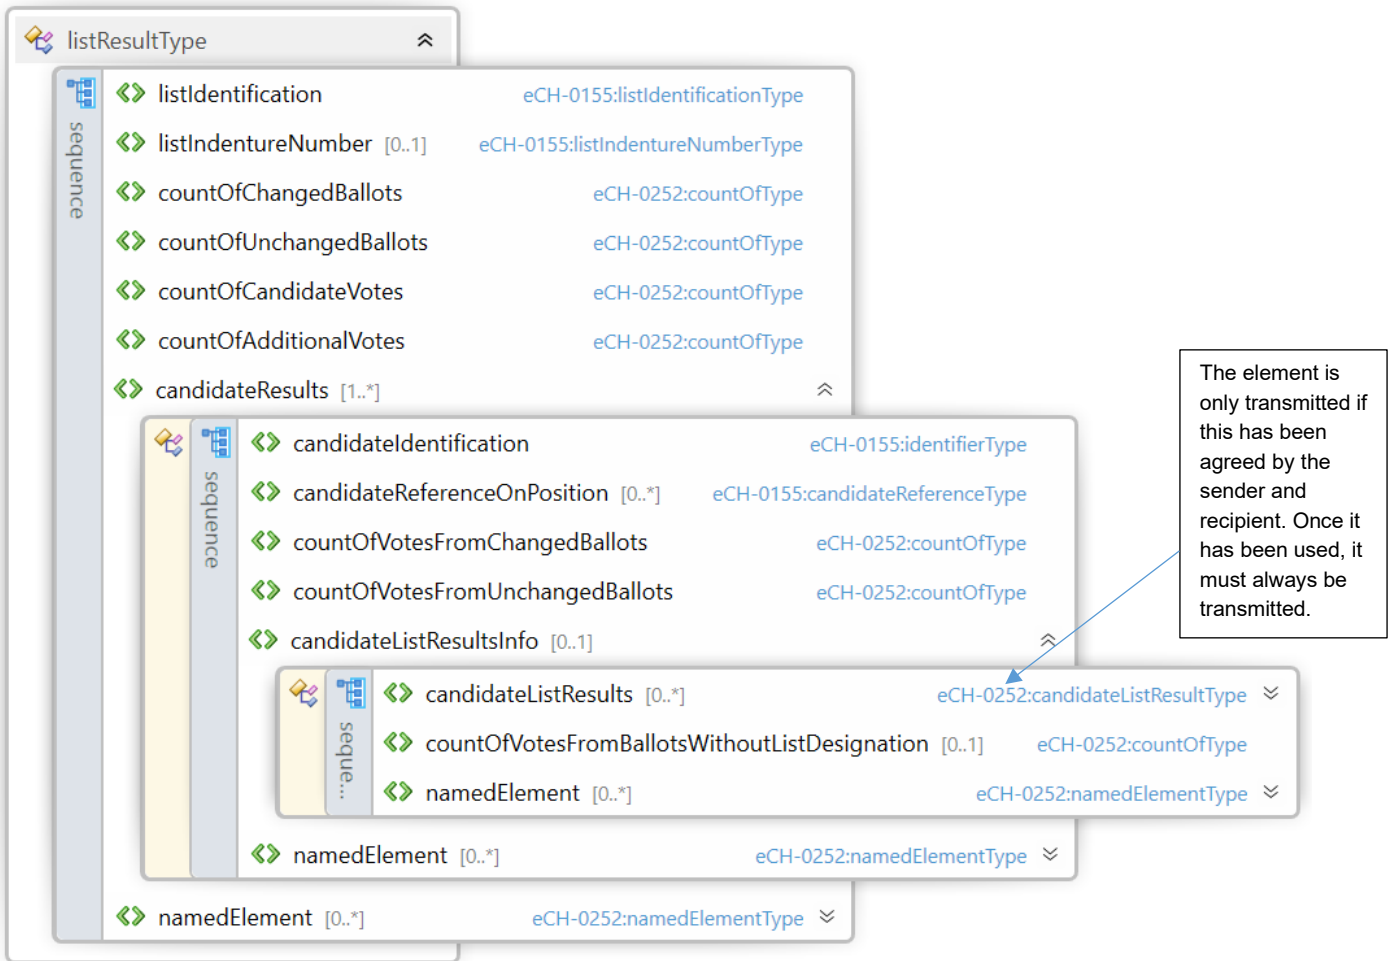 listResultType
sequence
listIdentification eCH-0155:listIdentificationType
listIndentureNumber [0..1] eCH-0155:listIndentureNumberType
countOfChangedBallots eCH-0252:countOfType
countOfUnchangedBallots eCH-0252:countOfType
countOfCandidateVotes eCH-0252:countOfType
countOfAdditionalVotes eCH-0252:countOfType
candidateResults [1..*]
sequence
candidateIdentification eCH-0155:identifierType
candidateReferenceOnPosition [0..*] eCH-0155:candidateReferenceType
countOfVotesFromChangedBallots eCH-0252:countOfType
countOfVotesFromUnchangedBallots eCH-0252:countOfType
candidateListResultsInfo [0..1]
seque...
candidateListResults [0..*] eCH-0252:candidateListResultType
countOfVotesFromBallotsWithoutListDesignation [0..1] eCH-0252:countOfType
namedElement [0..*] eCH-0252:namedElementType
namedElement [0..*] eCH-0252:namedElementType
namedElement [0..*] eCH-0252:namedElementType
The element is
only transmitted if
this has been
agreed by the
sender and
recipient. Once it
has been used, it
must always be
transmitted.